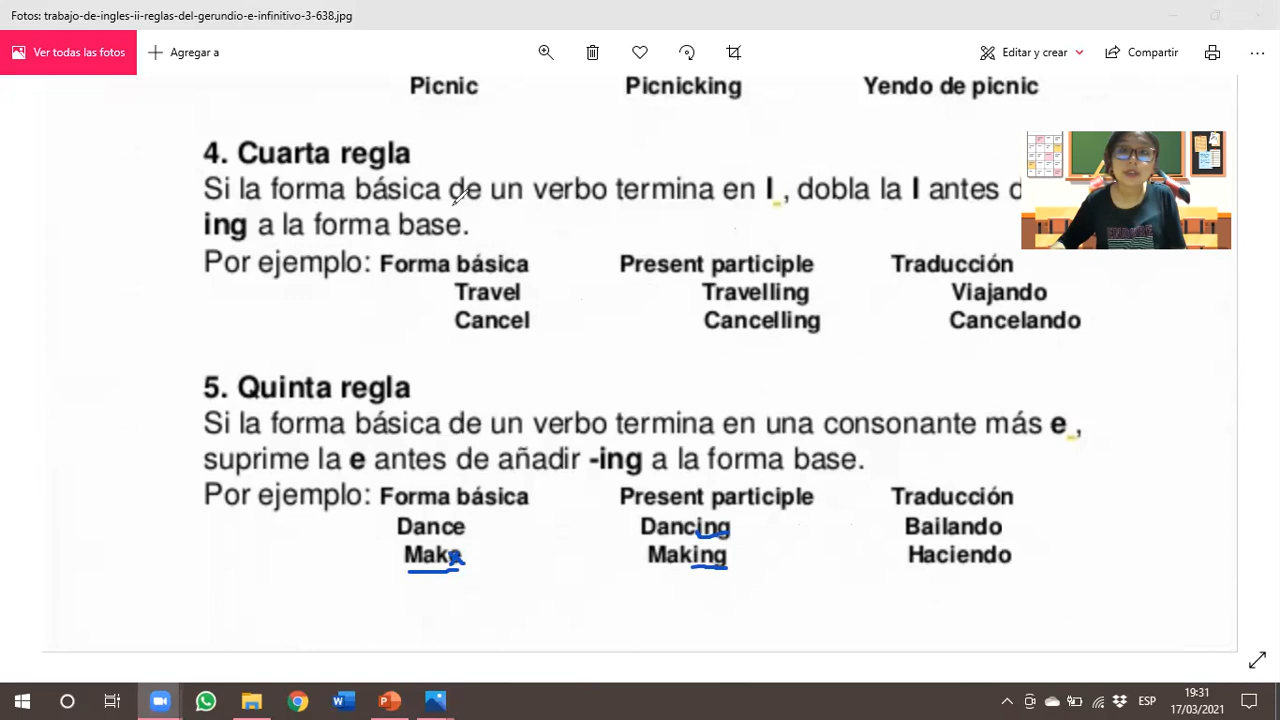 Fotos: trabajo-de-ingles-ii-reglas-del-gerundio-e-infinitivo-3-638.jpg
Ver todas las fotos Agregar a Editar y crear Compartir
Picnic Picnicking Yendo de picnic
4. Cuarta regla
Si la forma básica de un verbo termina en l , dobla la l antes
ing a la forma base.
Por ejemplo: Forma básica Present participle Traducción
Travel Travelling Viajando
Cancel Cancelling Cancelando
5. Quinta regla
Si la forma básica de un verbo termina en una consonante más e ,
suprime la e antes de añadir -ing a la forma base.
Por ejemplo: Forma básica Present participle Traducción
Dance Dancing Bailando
Make Making Haciendo
ESP 19:31
17/03/2021